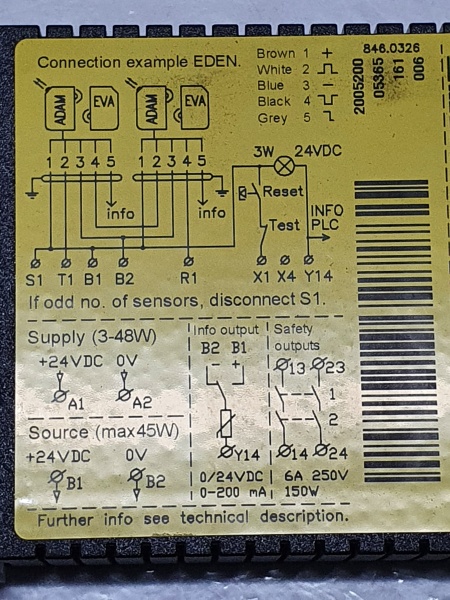 Connection example EDEN.
Brown 1 +
White 2
Blue 3 –
Black 4
Grey 5
846.0326
2005200
05365
161
006
ADAM EVA ADAM EVA
3W 24VDC
1 2 3 4 5 1 2 3 4 5
Reset
info info
INFO
PLC
Test
S1 T1 B1 B2 R1 X1 X4 Y14
If odd no. of sensors, disconnect S1.
Supply (3-48W)
+24VDC 0V
A1 A2
Source (max45W)
+24VDC 0V
B1 B2
Info output
B2 B1
– +
Y14
0/24VDC
0-200 mA
Safety
outputs
13 23
1
2
14 24
6A 250V
150W
Further info see technical description.